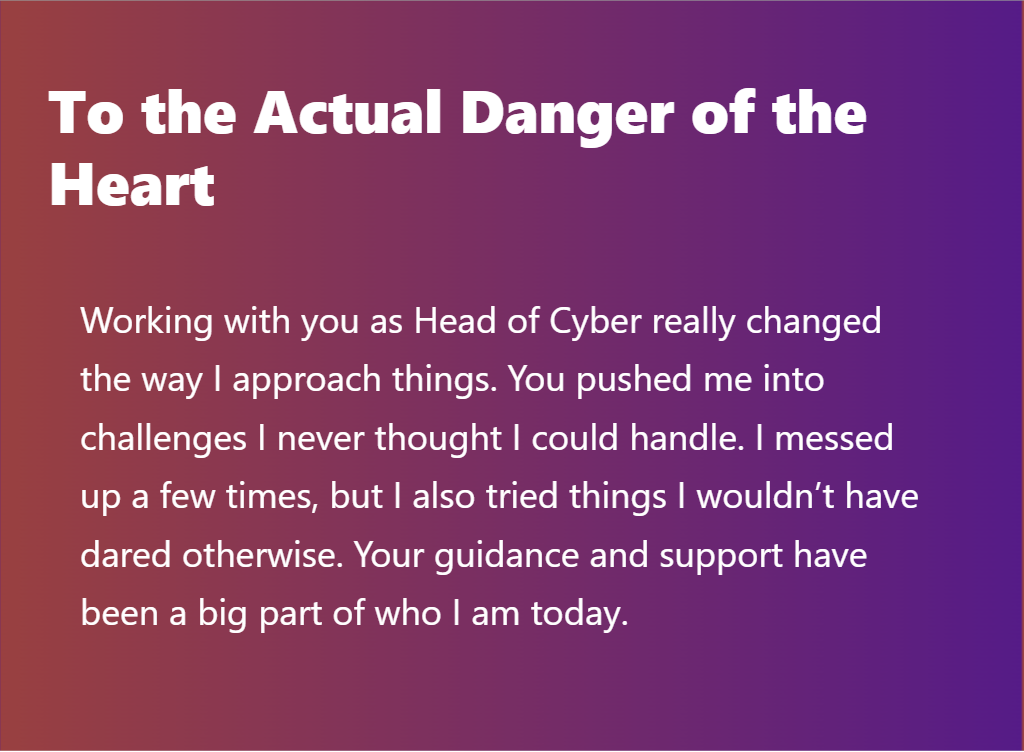 To the Actual Danger of the
Heart
Working with you as Head of Cyber really changed
the way I approach things. You pushed me into
challenges I never thought I could handle. I messed
up a few times, but I also tried things I wouldn’t have
dared otherwise. Your guidance and support have
been a big part of who I am today.